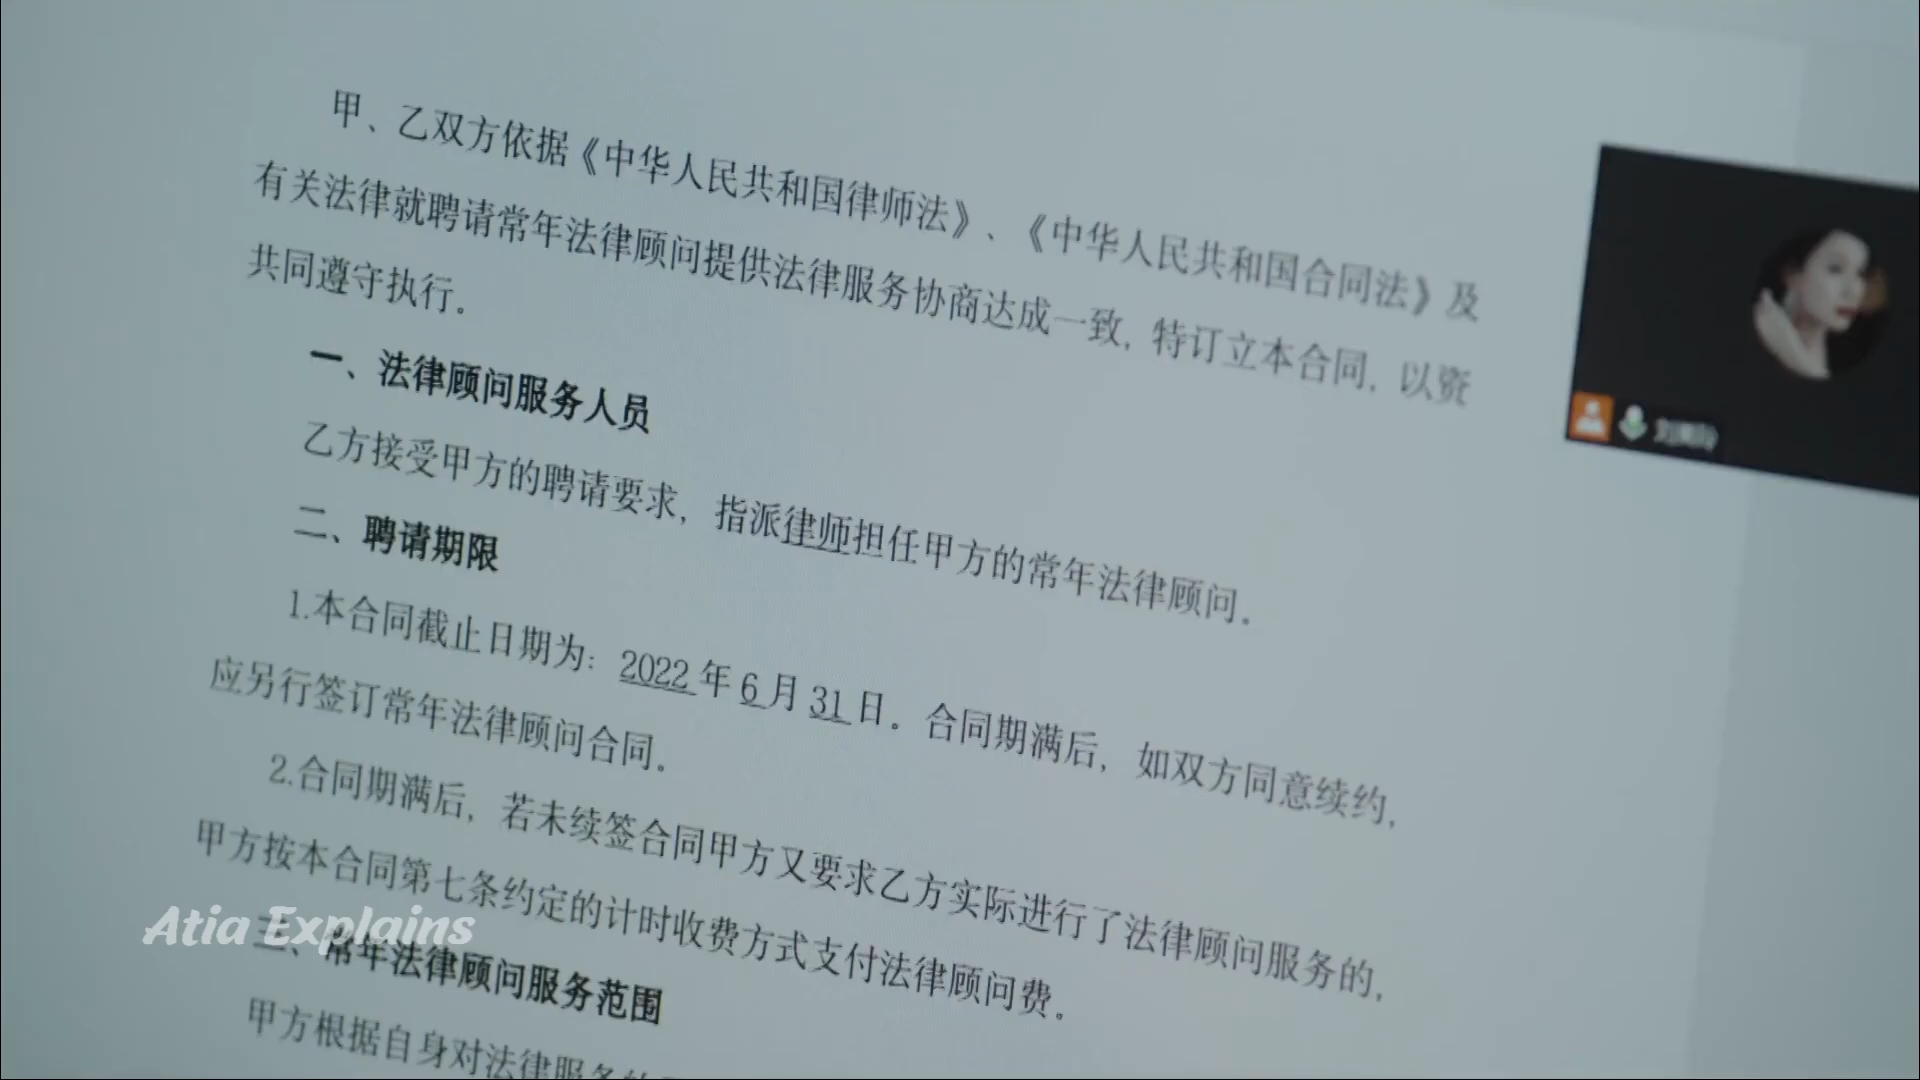 甲、乙双方依据《中华人民共和国律师法》、《中华人民共和国合同法》及
有关法律就聘请常年法律顾问提供法律服务协商达成一致，特订立本合同，以资
共同遵守执行。
一、法律顾问服务人员
乙方接受甲方的聘请要求，指派律师担任甲方的常年法律顾问。
二、聘请期限
1.本合同截止日期为：2022年6月31日。合同期满后，如双方同意续约，
应另行签订常年法律顾问合同。
2.合同期满后，若未续签合同甲方又要求乙方实际进行了法律顾问服务的，
甲方按本合同第七条约定的计时收费方式支付法律顾问费。
三、常年法律顾问服务范围
甲方根据自身对法律服务
Atia Explains